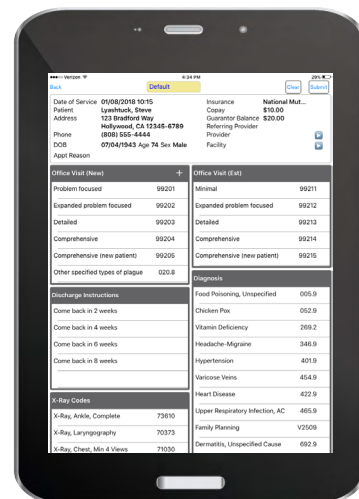 Verizon 4:34 PM 29%
Back Default Clear Submit
Date of Service 01/08/2018 10:15 Insurance National Mut...
Patient Lyashtuck, Steve Copay $10.00
Address 123 Bradford Way Guarantor Balance $20.00
Hollywood, CA 12345-6789 Referring Provider
Phone (808) 555-4444 Provider
DOB 07/04/1943 Age 74 Sex Male Facility
Appt Reason
Office Visit (New) +
Problem focused 99201
Expanded problem focused 99202
Detailed 99203
Comprehensive 99204
Comprehensive (new patient) 99205
Other specified types of plague 020.8
Discharge Instructions
Come back in 2 weeks
Come back in 4 weeks
Come back in 6 weeks
Come back in 8 weeks
X-Ray Codes
X-Ray, Ankle, Complete 73610
X-Ray, Laryngography 70373
X-Ray, Chest, Min 4 Views 71030
Office Visit (Est)
Minimal 99211
Expanded problem focused 99212
Detailed 99213
Comprehensive 99214
Comprehensive (new patient) 99215
Diagnosis
Food Poisoning, Unspecified 005.9
Chicken Pox 052.9
Vitamin Deficiency 269.2
Headache-Migraine 346.9
Hypertension 401.9
Varicose Veins 454.9
Heart Disease 422.9
Upper Respiratory Infection, AC 465.9
Family Planning V2509
Dermatitis, Unspecified Cause 692.9